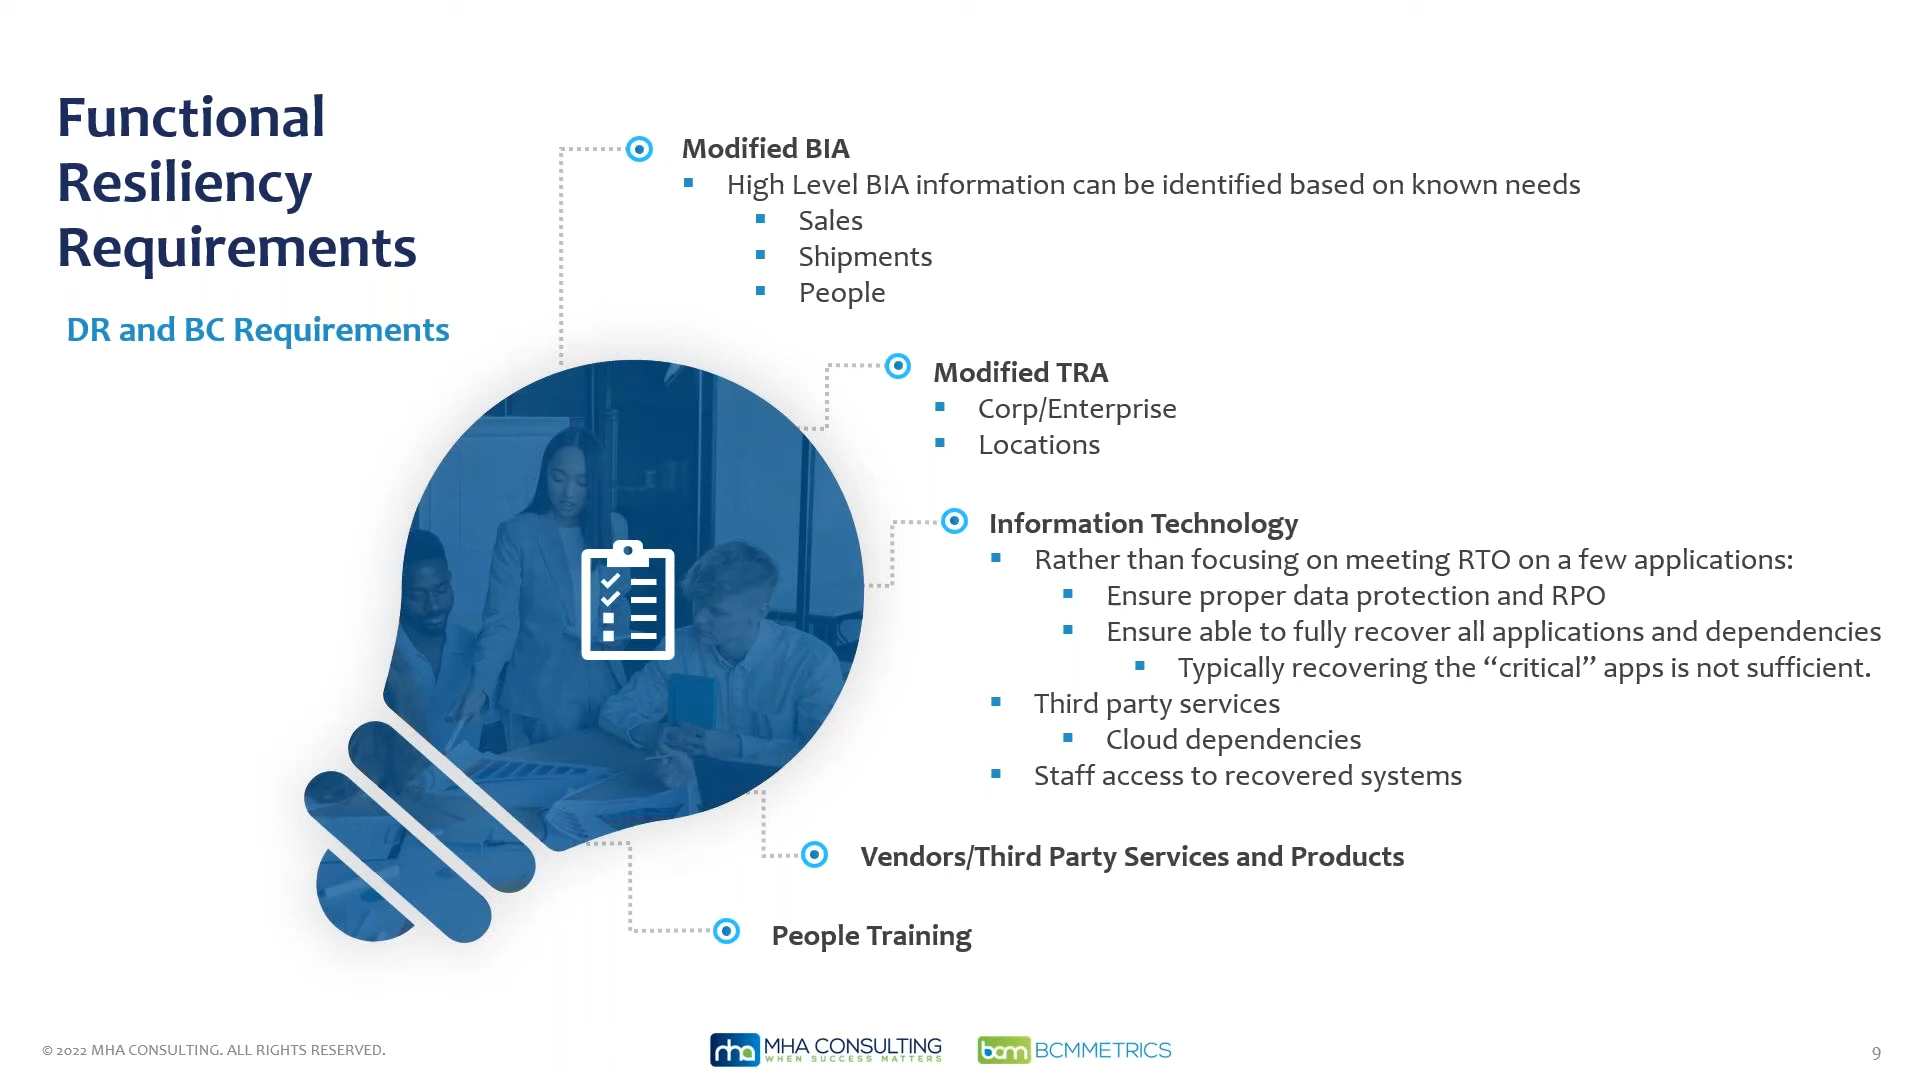 Functional
Resiliency
Requirements
DR and BC Requirements
Modified BIA
High Level BIA information can be identified based on known needs
Sales
Shipments
People
Modified TRA
Corp/Enterprise
Locations
Information Technology
Rather than focusing on meeting RTO on a few applications:
Ensure proper data protection and RPO
Ensure able to fully recover all applications and dependencies
Typically recovering the “critical” apps is not sufficient.
Third party services
Cloud dependencies
Staff access to recovered systems
Vendors/Third Party Services and Products
People Training
© 2022 MHA CONSULTING. ALL RIGHTS RESERVED.
mha MHA CONSULTING
WHEN SUCCESS MATTERS
bcm BCMMETRICS
9